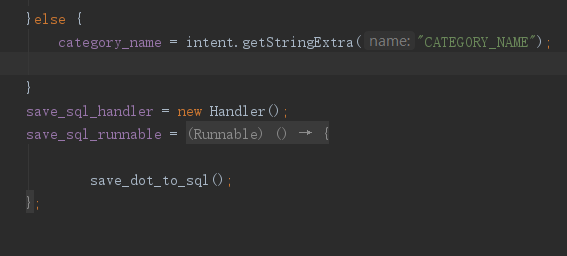 }else {
category_name = intent.getStringExtra( name: "CATEGORY_NAME");
}
save_sql_handler = new Handler();
save_sql_runnable = (Runnable) () → {
save_dot_to_sql();
};